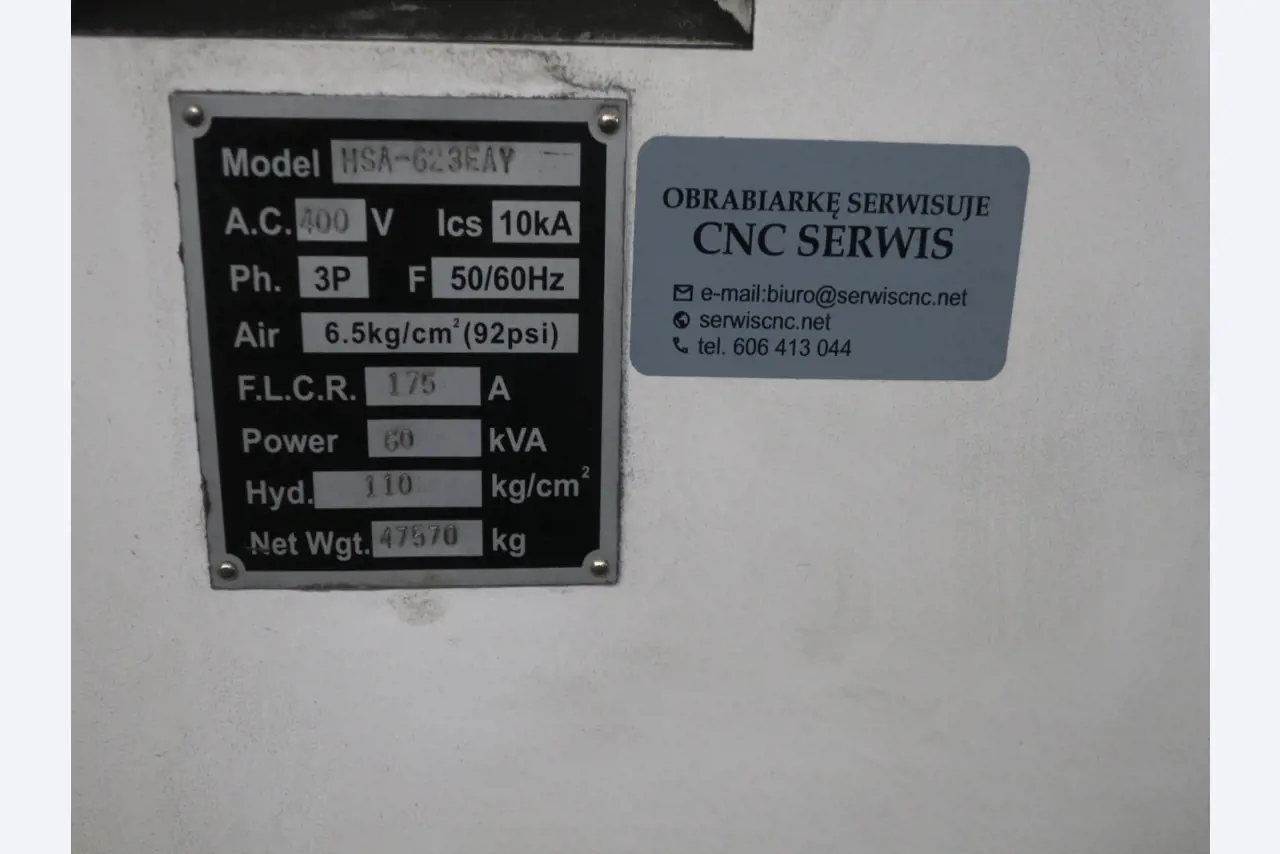 Model HSA-623EAY
A.C. 400 V Ics 10kA
Ph. 3P F 50/60Hz
Air 6.5kg/cm² (92psi)
F.L.C.R. 175 A
Power 60 kVA
Hyd. 110 kg/cm²
Net Wgt. 47570 kg
OBRABIARKĘ SERWISUJE
CNC SERWIS
e-mail:biuro@serwiscnc.net
serwiscnc.net
tel. 606 413 044